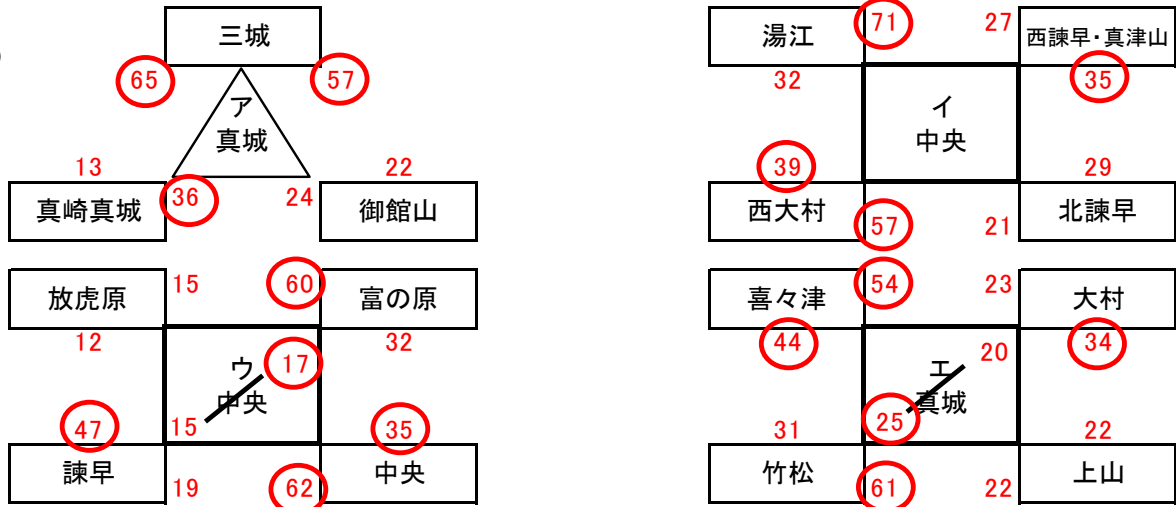 三城
65
57
ア
真城
13
22
真崎真城
36
24
御館山
放虎原
15
60
富の原
12
32
ウ
17
中央
15
47
35
諫早
19
62
中央
湯江
71
27
西諫早・真津山
32
35
イ
中央
39
29
西大村
57
21
北諫早
喜々津
54
23
大村
44
34
エ
20
真城
25
31
22
竹松
61
22
上山